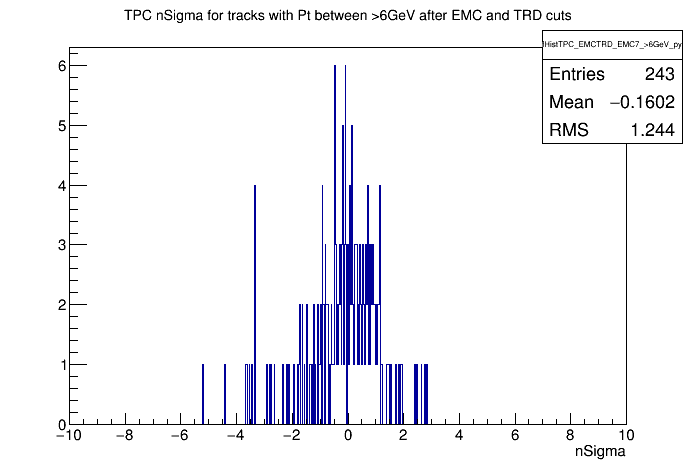 TPC nSigma for tracks with Pt between >6GeV after EMC and TRD cuts
HistTPC_EMCTRD_EMC7_>6GeV_py
Entries 243
Mean −0.1602
RMS 1.244
6
5
4
3
2
1
0
−10 −8 −6 −4 −2 0 2 4 6 8 10
nSigma